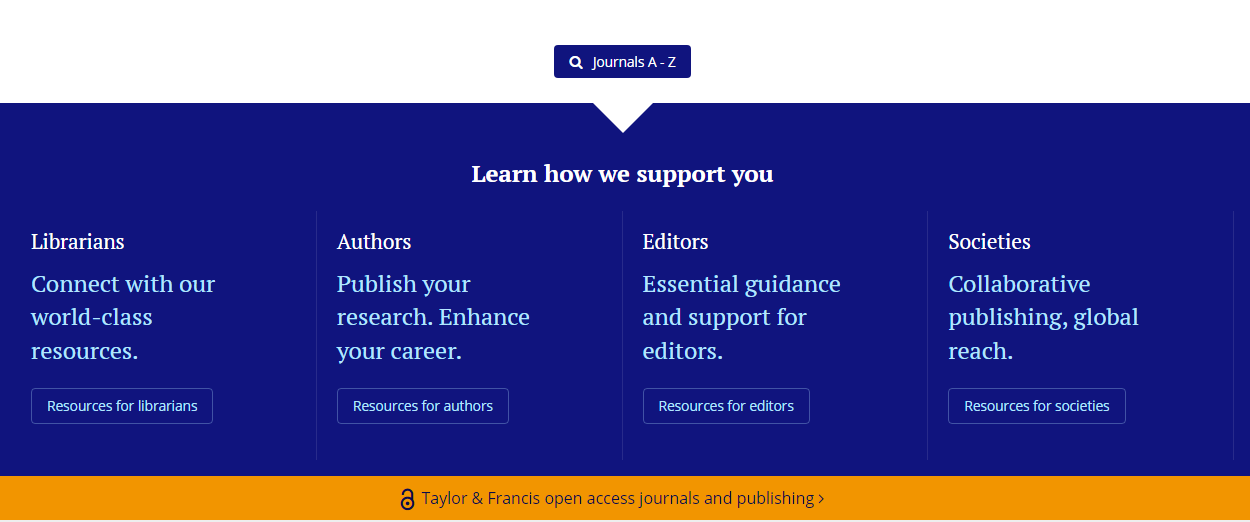 Journals A - Z
Learn how we support you
Librarians
Connect with our
world-class
resources.
Resources for librarians
Authors
Publish your
research. Enhance
your career.
Resources for authors
Editors
Essential guidance
and support for
editors.
Resources for editors
Societies
Collaborative
publishing, global
reach.
Resources for societies
Taylor & Francis open access journals and publishing >